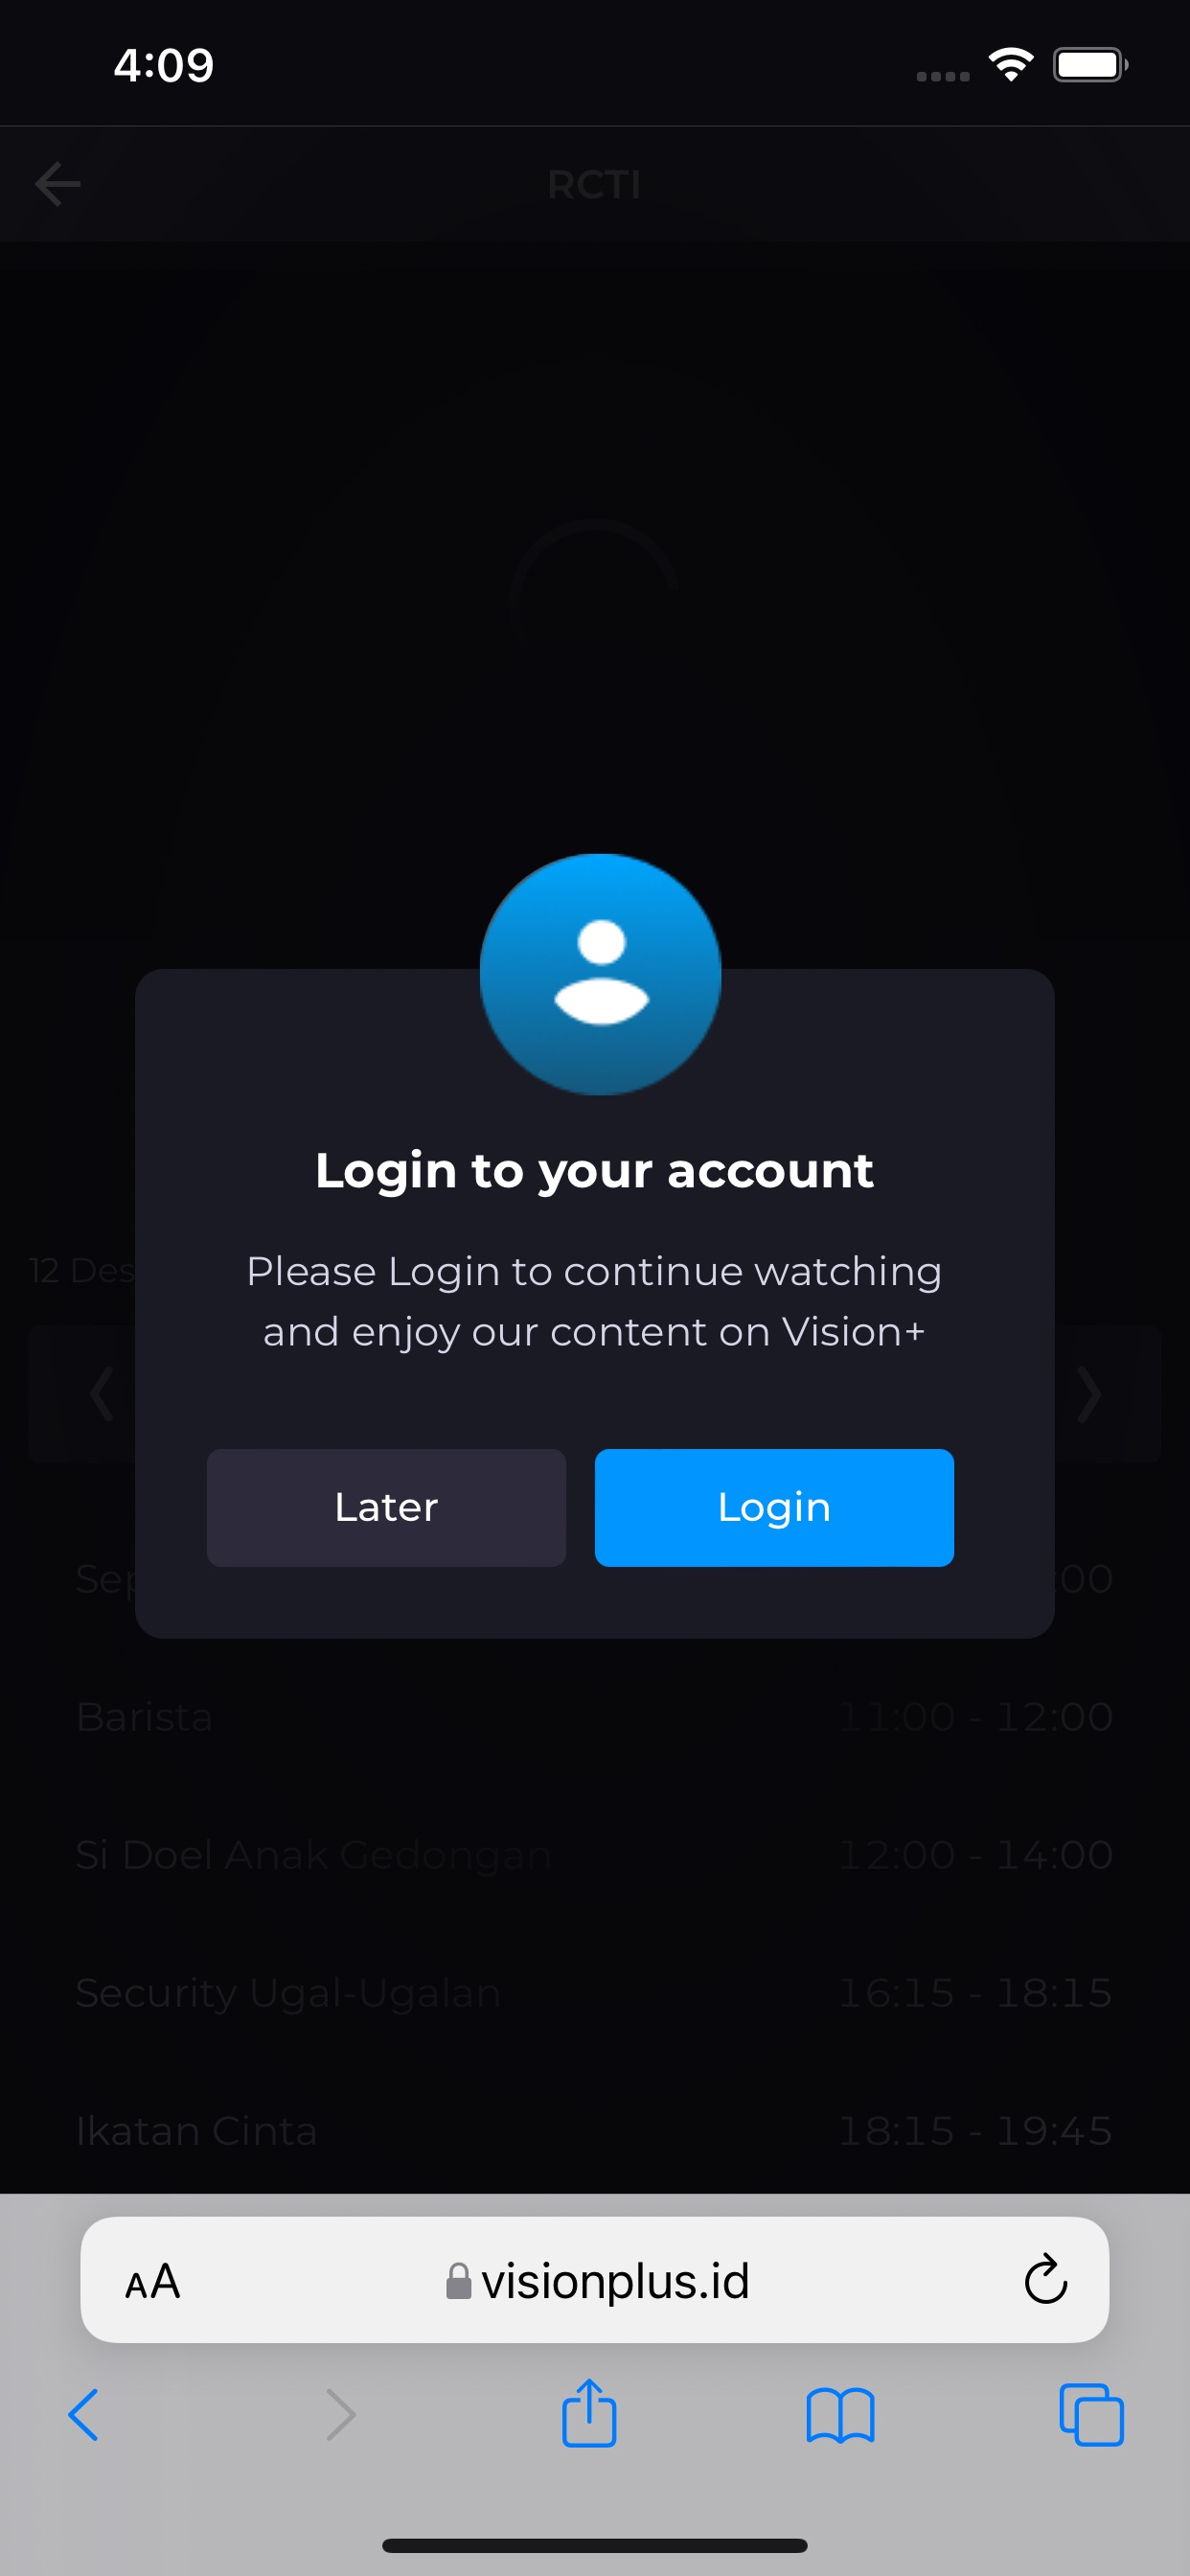 4:09
RCTI
Login to your account
Please Login to continue watching
and enjoy our content on Vision+
12 Des
Later
Login
:00
Barista
11:00 - 12:00
Si Doel Anak Gedongan
12:00 - 14:00
Security Ugal-Ugalan
16:15 - 18:15
Ikatan Cinta
18:15 - 19:45
AA
visionplus.id